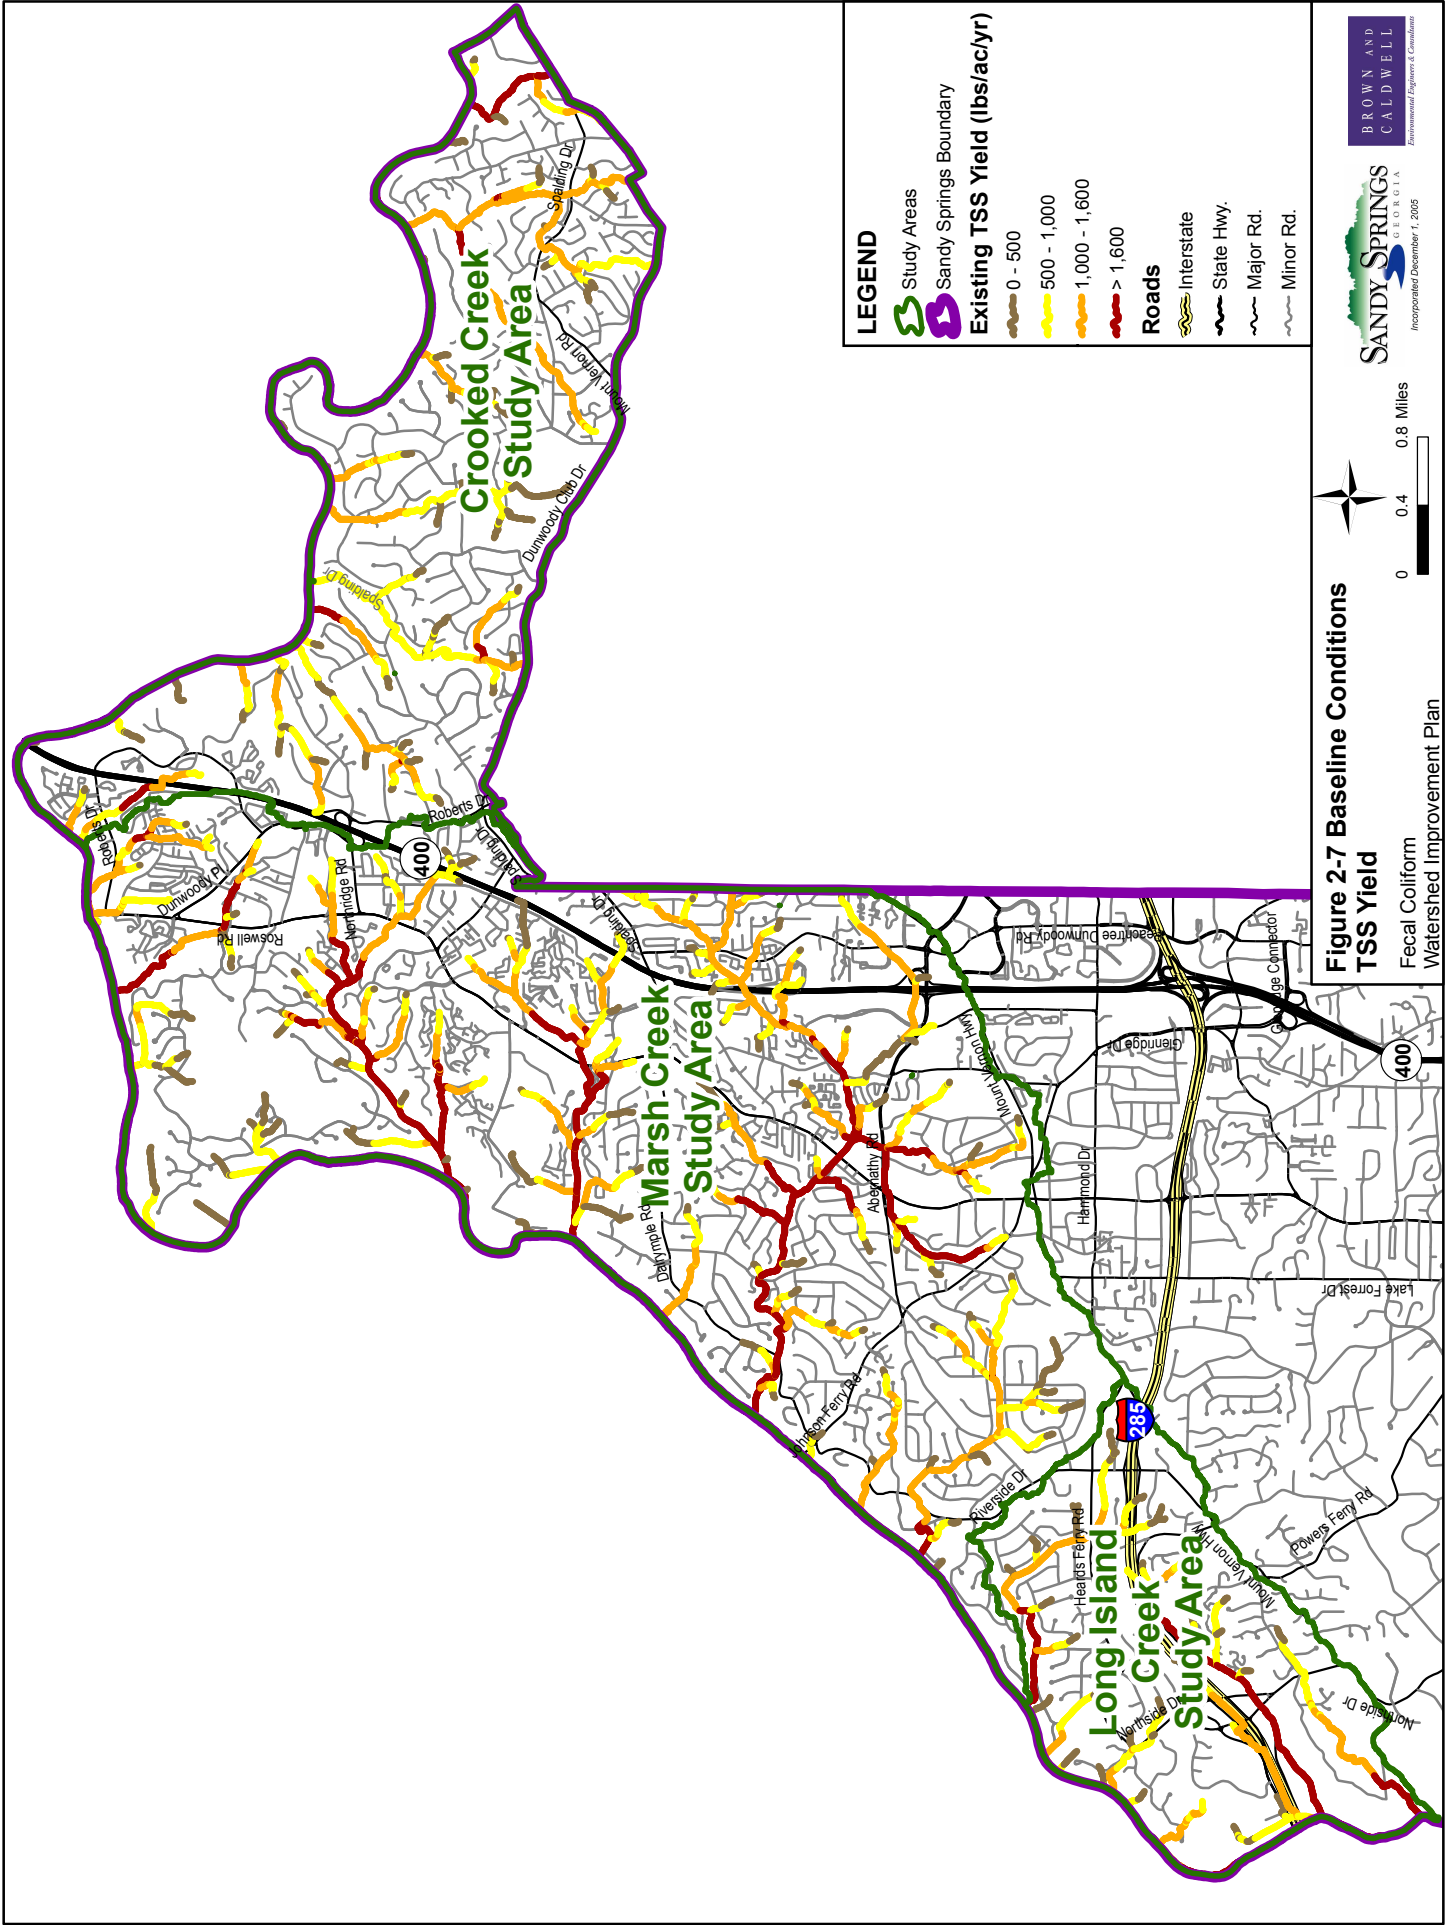 Crooked Creek
Study Area
Marsh Creek
Study Area
Long Island
Creek
Study Area
Spalding Dr
Mount Vernon Rd
Dunwoody Club Dr
Spalding Dr
Roberts Dr
Roberts Dr
Dunwoody Pl
Northridge Rd
Roswell Rd
400
Spalding Dr
Spalding Dr
Dalrymple Rd
Abernathy Rd
Mount Vernon Hwy
Peachtree Dunwoody Rd
Glenridge Dr
Glenridge Connector
Hammond Dr
Lake Forrest Dr
400
Johnson Ferry Rd
Riverside Dr
285
Heards Ferry Rd
Mount Vernon Hwy
Powers Ferry Rd
Northside Dr
Northside Dr
LEGEND
Study Areas
Sandy Springs Boundary
Existing TSS Yield (lbs/ac/yr)
0 - 500
500 - 1,000
1,000 - 1,600
> 1,600
Roads
Interstate
State Hwy.
Major Rd.
Minor Rd.
Figure 2-7 Baseline Conditions
TSS Yield
Fecal Coliform
Watershed Improvement Plan
0 0.4 0.8 Miles
SANDY SPRINGS
GEORGIA
Incorporated December 1, 2005
BROWN AND
CALDWELL
Environmental Engineers & Consultants